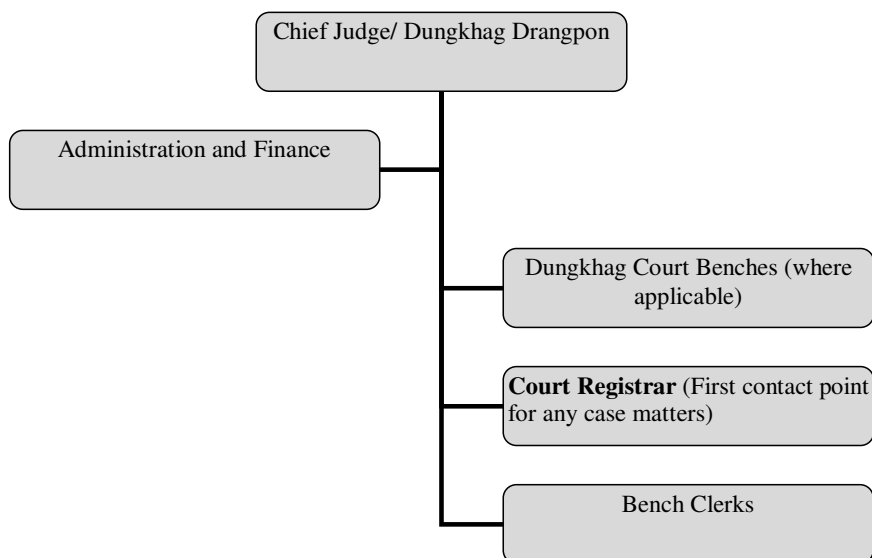 Chief Judge/ Dungkhag Drangpon
Administration and Finance
Dungkhag Court Benches (where
applicable)
Court Registrar (First contact point
for any case matters)
Bench Clerks